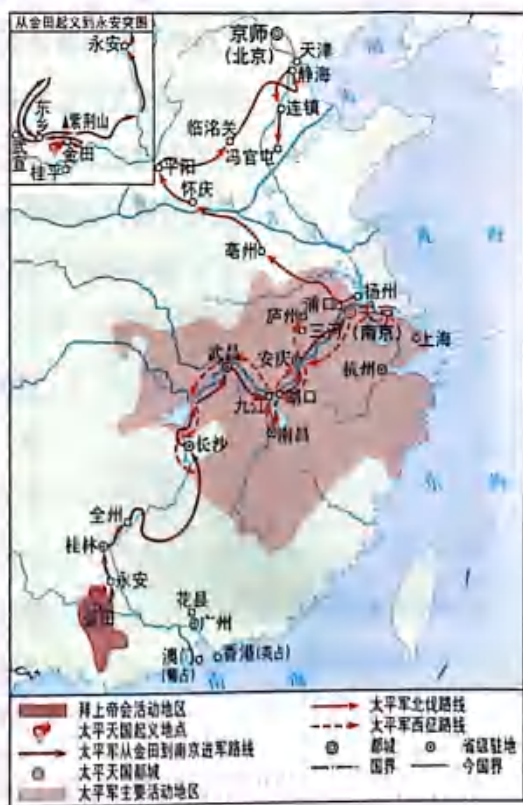 从金田起义到永安突围
永安
东乡
紫荆山
武宣
金田
桂平
京师
(北京)
天津
静海
连镇
临洺关
冯官屯
平阳
怀庆
亳州
扬州
浦口
天京
(南京)
庐州
三河
上海
安庆
武昌
杭州
九江
湖口
南昌
长沙
全州
桂林
永安
金田
花县
广州
澳门
(葡占)
香港(英占)
黄
海
东
海
南
海
拜上帝会活动地区
太平天国起义地点
太平军从金田到南京进军路线
太平天国都城
太平军主要活动地区
太平军北伐路线
太平军西征路线
都城
省级驻地
国界
今国界